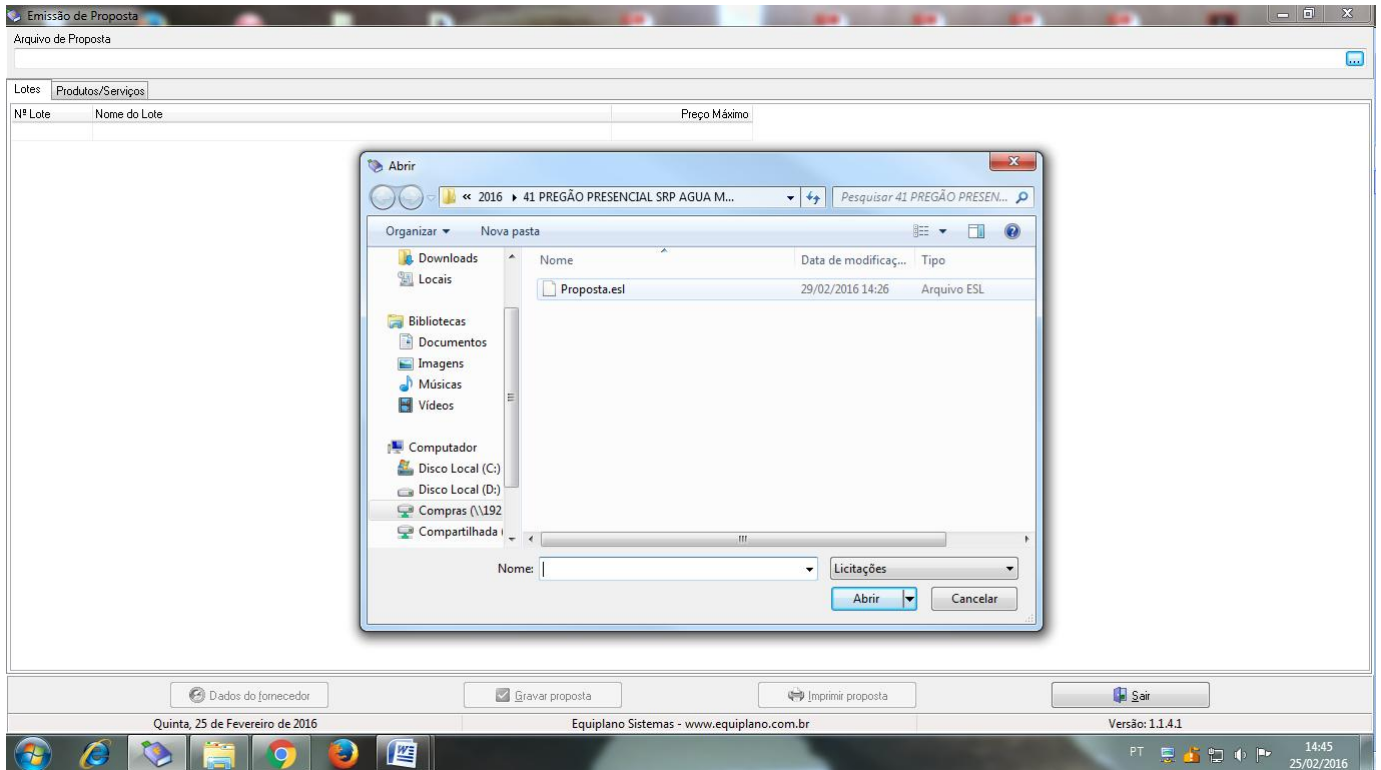 Emissão de Proposta
Arquivo de Proposta
...
Lotes Produtos/Serviços
Nº Lote Nome do Lote Preço Máximo
Abrir
« 2016 41 PREGÃO PRESENCIAL SRP AGUA M... Pesquisar 41 PREGÃO PRESEN...
Organizar Nova pasta
Downloads
Locais
Bibliotecas
Documentos
Imagens
Músicas
Vídeos
Computador
Disco Local (C:)
Disco Local (D:)
Compras (\\192
Compartilhada (
Nome Data de modificaç... Tipo
Proposta.esl 29/02/2016 14:26 Arquivo ESL
Nome: Licitações
Abrir Cancelar
Dados do fornecedor Gravar proposta Imprimir proposta Sair
Quinta, 25 de Fevereiro de 2016 Equiplano Sistemas - www.equiplano.com.br Versão: 1.1.4.1
PT 14:45
25/02/2016